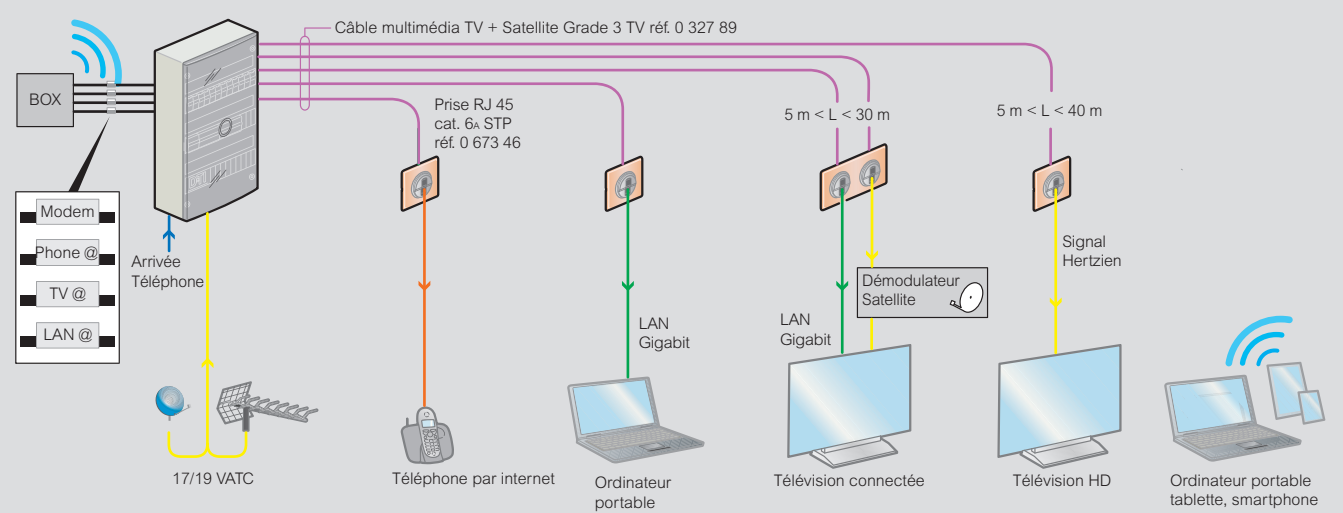 Câble multimédia TV + Satellite Grade 3 TV réf. 0 327 89
BOX
Prise RJ 45
cat. 6A STP
réf. 0 673 46
5 m < L < 30 m
5 m < L < 40 m
Modem
Phone @
TV @
LAN @
Arrivée
Téléphone
Signal
Hertzien
Démodulateur
Satellite
LAN
Gigabit
LAN
Gigabit
17/19 VATC
Téléphone par internet
Ordinateur
portable
Télévision connectée
Télévision HD
Ordinateur portable
tablette, smartphone